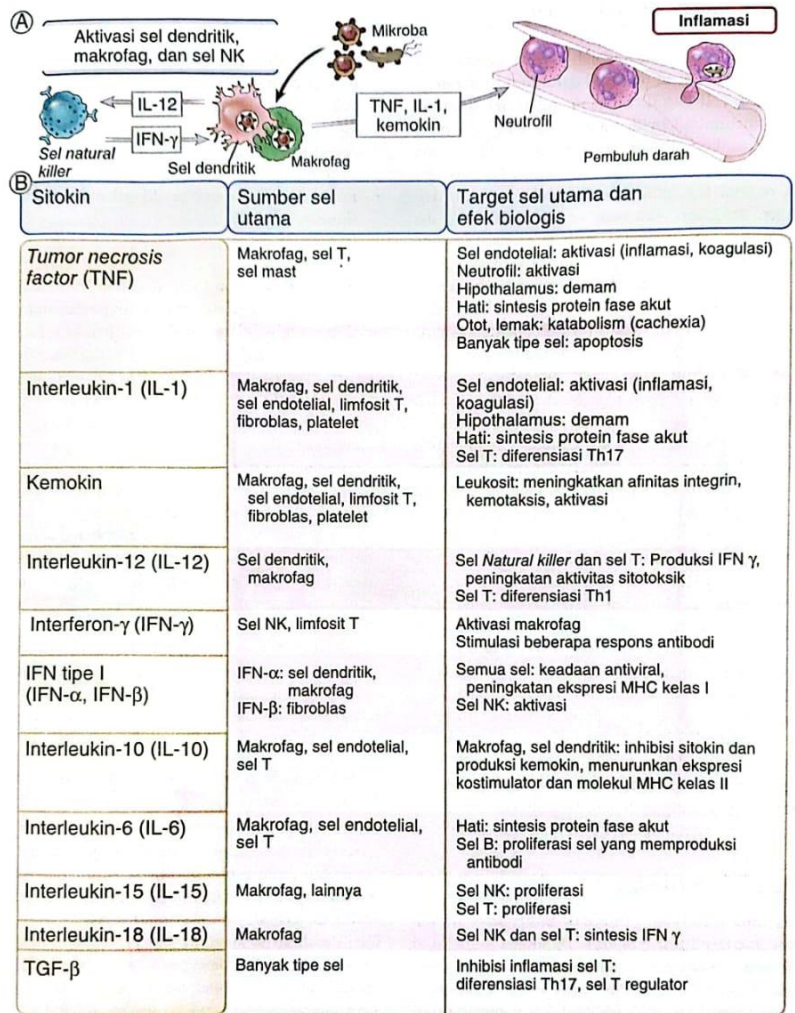 A
Aktivasi sel dendritik,
makrofag, dan sel NK
Mikroba
Inflamasi
IL-12
IFN-γ
TNF, IL-1,
kemokin
Neutrofil
Sel natural
killer
Sel dendritik
Makrofag
Pembuluh darah
B
Sitokin
Sumber sel
utama
Target sel utama dan
efek biologis
Tumor necrosis
factor (TNF)
Makrofag, sel T,
sel mast
Sel endotelial: aktivasi (inflamasi, koagulasi)
Neutrofil: aktivasi
Hipothalamus: demam
Hati: sintesis protein fase akut
Otot, lemak: katabolism (cachexia)
Banyak tipe sel: apoptosis
Interleukin-1 (IL-1)
Makrofag, sel dendritik,
sel endotelial, limfosit T,
fibroblas, platelet
Sel endotelial: aktivasi (inflamasi,
koagulasi)
Hipothalamus: demam
Hati: sintesis protein fase akut
Sel T: diferensiasi Th17
Kemokin
Makrofag, sel dendritik,
sel endotelial, limfosit T,
fibroblas, platelet
Leukosit: meningkatkan afinitas integrin,
kemotaksis, aktivasi
Interleukin-12 (IL-12)
Sel dendritik,
makrofag
Sel Natural killer dan sel T: Produksi IFN γ,
peningkatan aktivitas sitotoksik
Sel T: diferensiasi Th1
Interferon-γ (IFN-γ)
Sel NK, limfosit T
Aktivasi makrofag
Stimulasi beberapa respons antibodi
IFN tipe I
(IFN-α, IFN-β)
IFN-α: sel dendritik,
makrofag
IFN-β: fibroblas
Semua sel: keadaan antiviral,
peningkatan ekspresi MHC kelas I
Sel NK: aktivasi
Interleukin-10 (IL-10)
Makrofag, sel endotelial,
sel T
Makrofag, sel dendritik: inhibisi sitokin dan
produksi kemokin, menurunkan ekspresi
kostimulator dan molekul MHC kelas II
Interleukin-6 (IL-6)
Makrofag, sel endotelial,
sel T
Hati: sintesis protein fase akut
Sel B: proliferasi sel yang memproduksi
antibodi
Interleukin-15 (IL-15)
Makrofag, lainnya
Sel NK: proliferasi
Sel T: proliferasi
Interleukin-18 (IL-18)
Makrofag
Sel NK dan sel T: sintesis IFN γ
TGF-β
Banyak tipe sel
Inhibisi inflamasi sel T:
diferensiasi Th17, sel T regulator